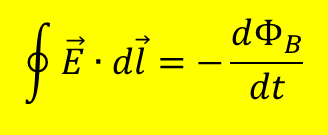 ∮ E⃗ · dl⃗ = − dΦ_B / dt